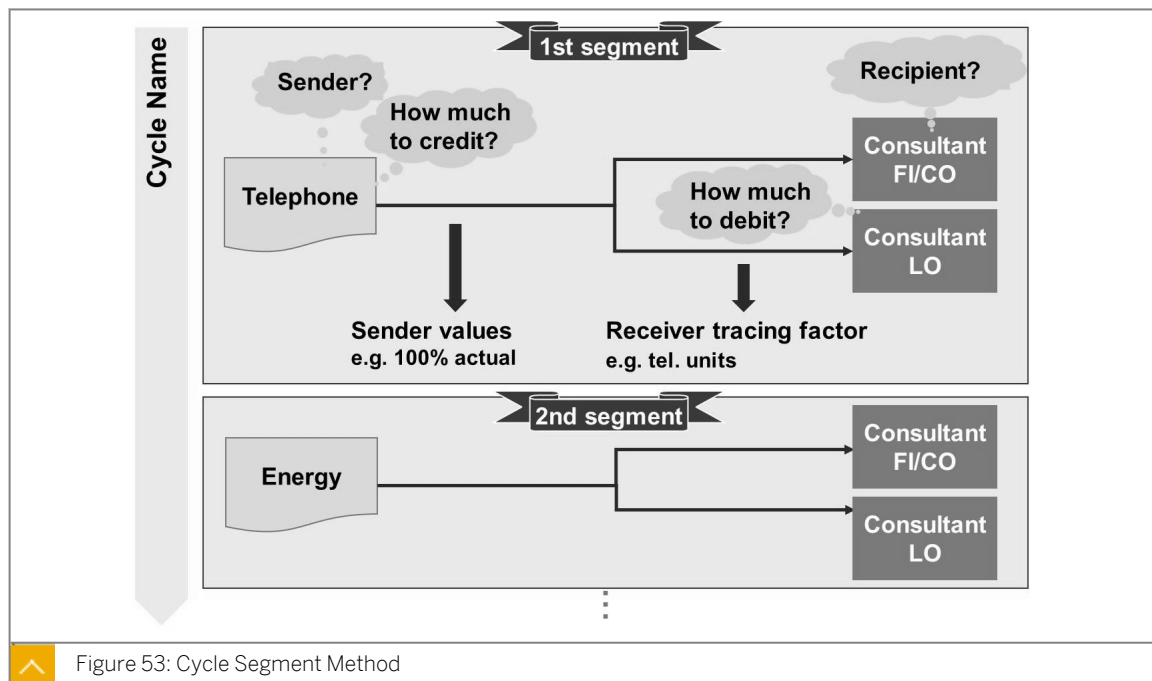 Cycle Name
1st segment
Sender?
How much
to credit?
Recipient?
Telephone
Consultant
FI/CO
How much
to debit?
Consultant
LO
Sender values
e.g. 100% actual
Receiver tracing factor
e.g. tel. units
2nd segment
Energy
Consultant
FI/CO
Consultant
LO
Figure 53: Cycle Segment Method